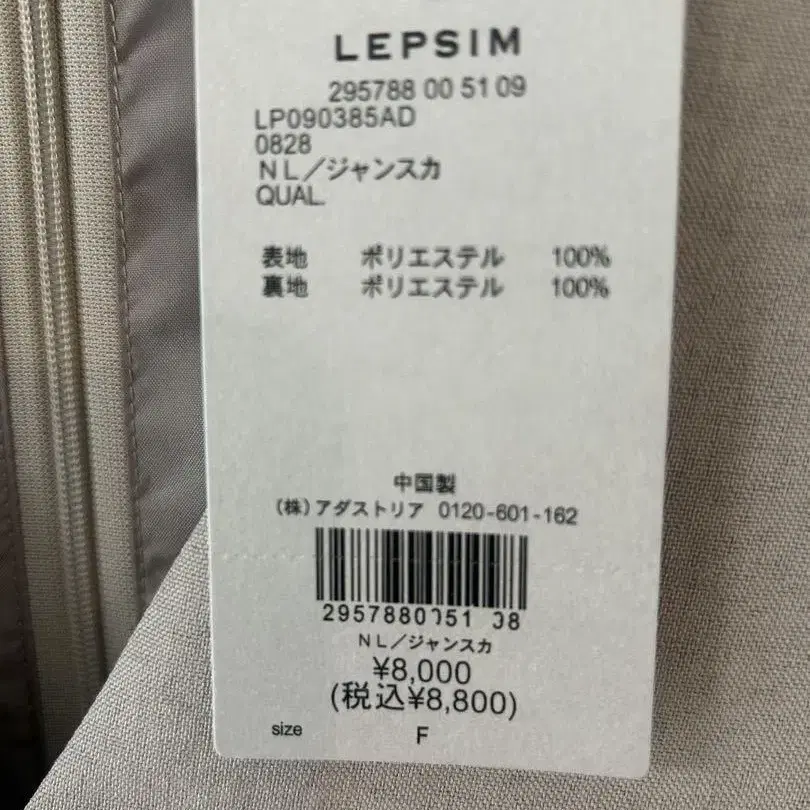 LEPSIM
295788 00 51 09
LP090385AD
0828
NL／ジャンスカ
QUAL.
表地 ポリエステル 100%
裏地 ポリエステル 100%
中国製
(株)アダストリア 0120-601-162
NL／ジャンスカ
¥8,000
(税込¥8,800)
size F